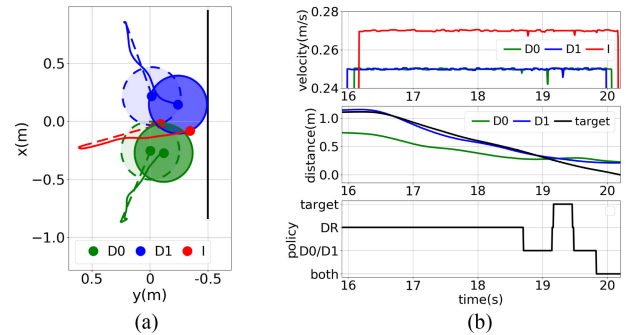 x(m)
0.5
0.0
−0.5
−1.0
D0 D1 I
0.5 0 −0.5
y(m)
(a)
velocity(m/s)
0.28
0.26
0.24
D0 D1 I
16 17 18 19 20
distance(m)
1.0
0.5
0.0
D0 D1 target
16 17 18 19 20
policy
target
DR
D0/D1
both
16 17 18 19 20
time(s)
(b)